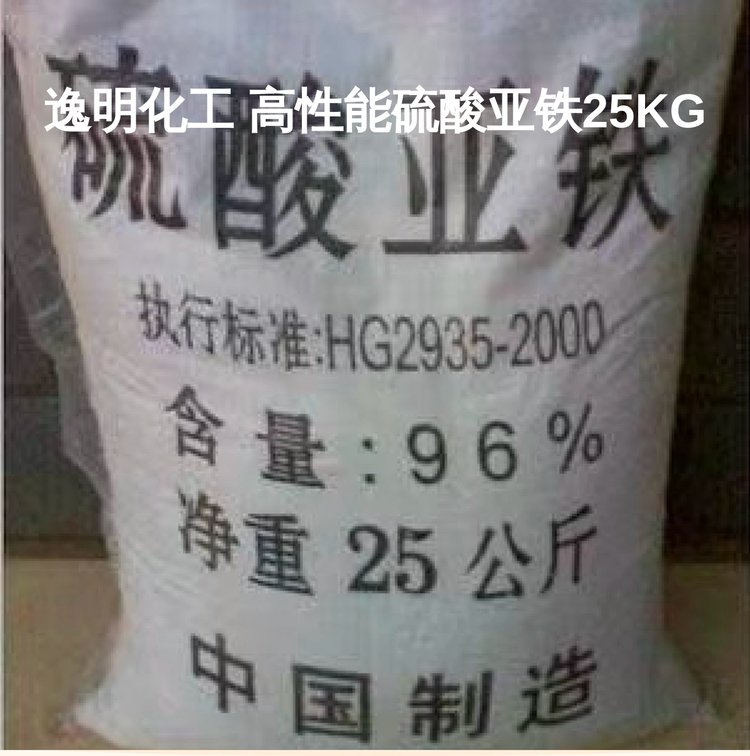 逸明化工 高性能硫酸亚铁25KG
硫酸亚铁
执行标准:HG2935-2000
含量:96%
净重25公斤
中国制造